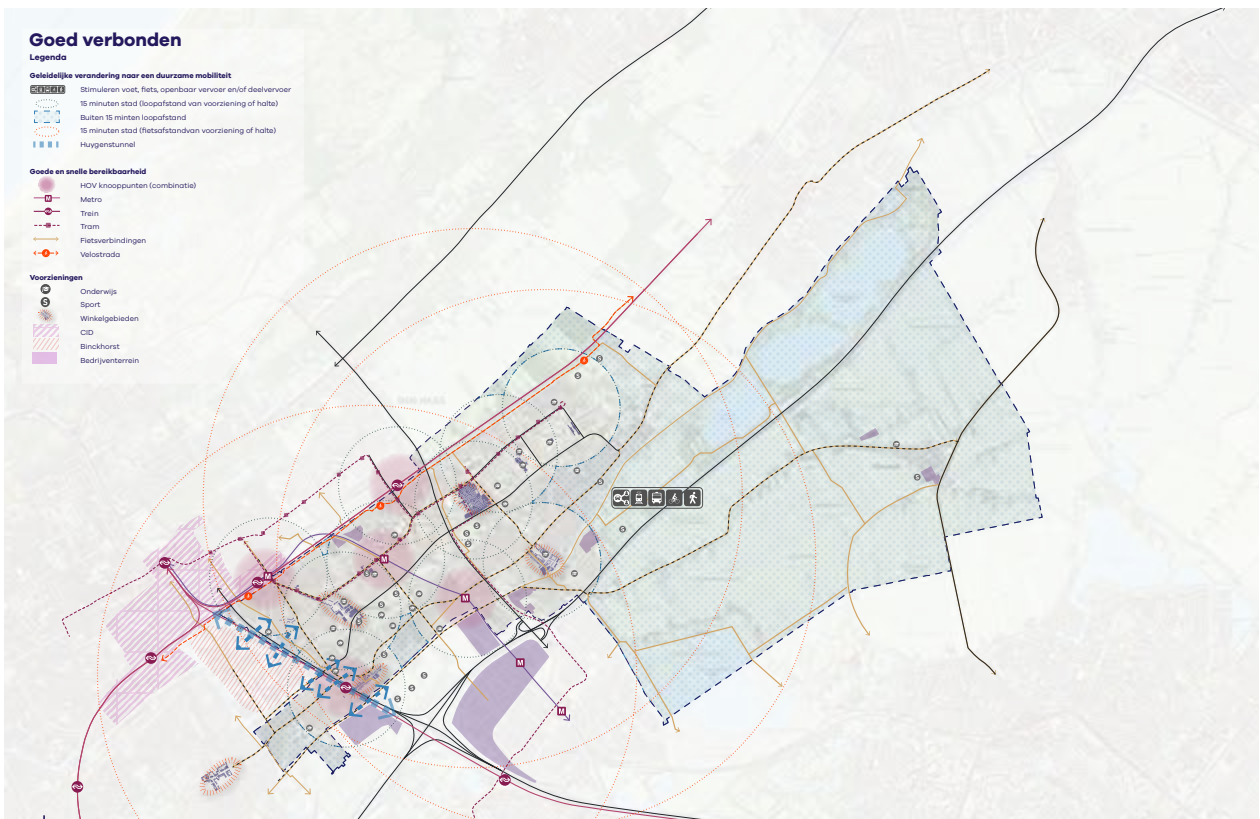 Goed verbonden
Legenda
Geleidelijke verandering naar een duurzame mobiliteit
Stimuleren voet, fiets, openbaar vervoer en/of deelvervoer
15 minuten stad (loopafstand van voorziening of halte)
Buiten 15 minten loopafstand
15 minuten stad (fietsafstandvan voorziening of halte)
Huygenstunnel
Goede en snelle bereikbaarheid
HOV knooppunten (combinatie)
M Metro
Trein
Tram
Fietsverbindingen
Velostrada
Voorzieningen
Onderwijs
S Sport
Winkelgebieden
CID
Binckhorst
Bedrijventerrein
M
M
M
M
M